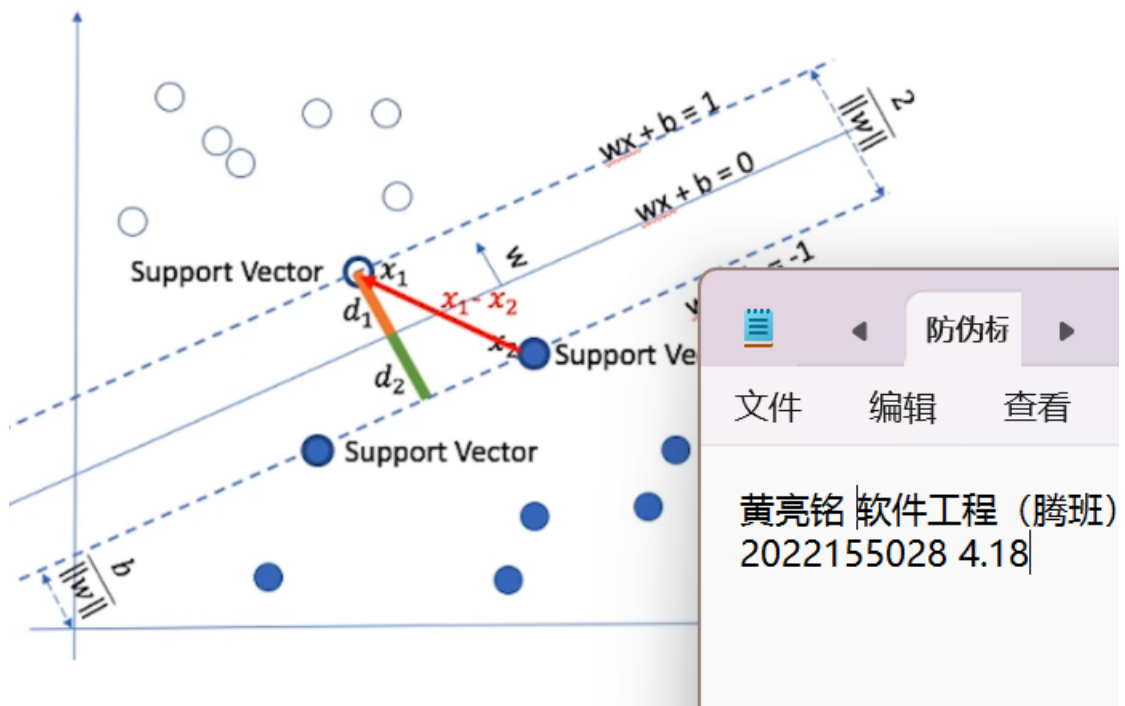 wx + b = 1
2
‖w‖
wx + b = 0
w
= -1
Support Vector
x₁
x₁- x₂
d₁
x₂
Support
d₂
Support Vector
b
‖w‖
防伪标
文件 编辑 查看
黄亮铭 软件工程（腾班）
2022155028 4.18